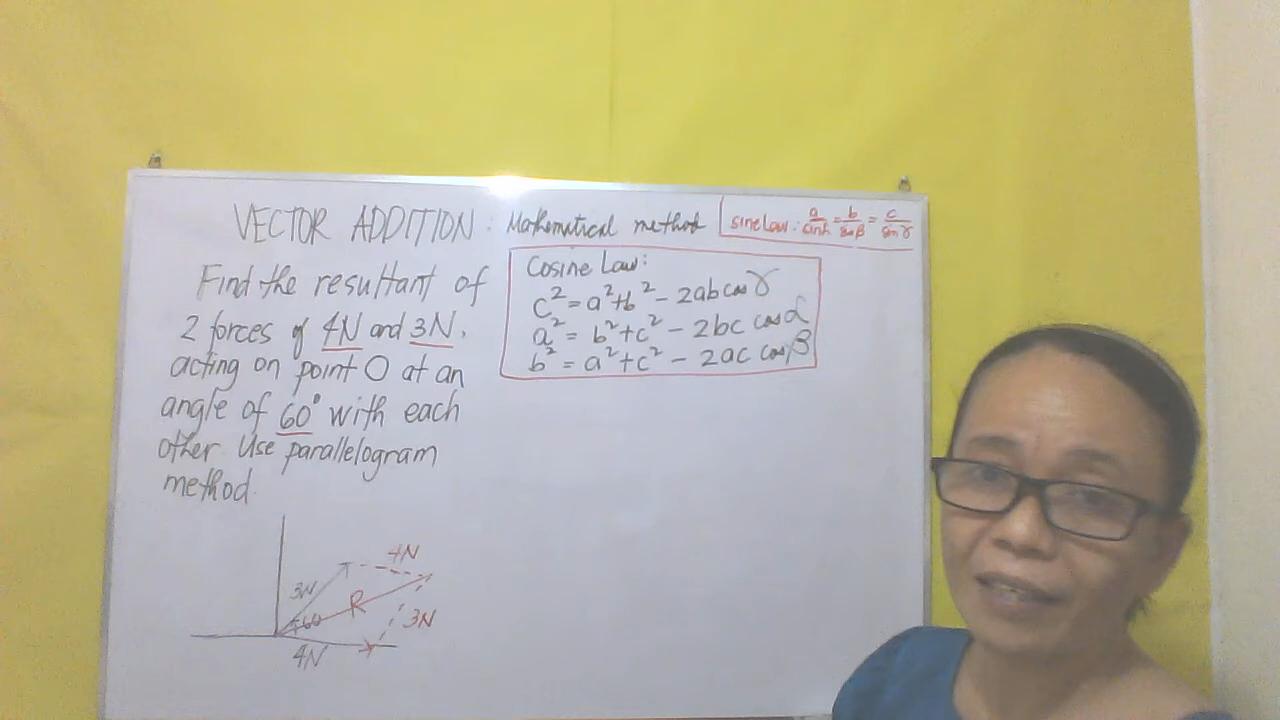 VECTOR ADDITION: Mathematical method
sine Law: a/sin α = b/sin β = c/sin γ
Find the resultant of
2 forces of 4N and 3N,
acting on point O at an
angle of 60° with each
other. Use parallelogram
method.
Cosine Law:
c² = a² + b² - 2ab cos γ
a² = b² + c² - 2bc cos α
b² = a² + c² - 2ac cos β
4N
3N
R
60
3N
4N